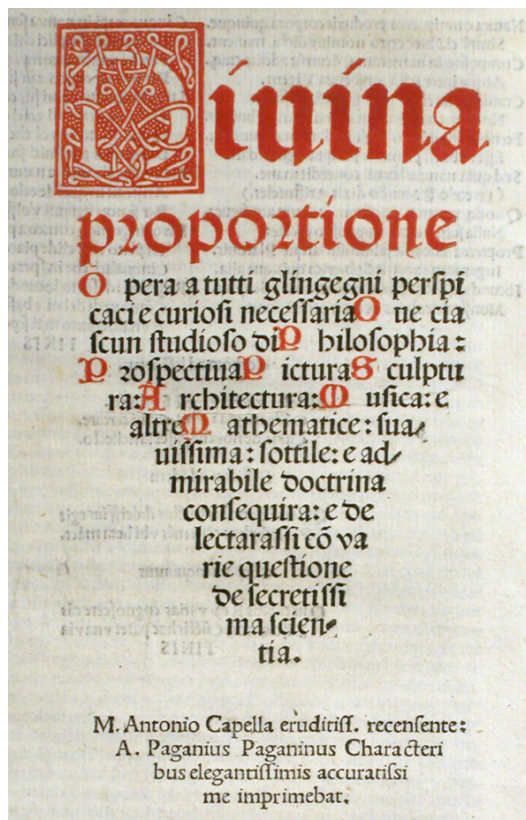 Diuina
proportione
Opera a tutti glingegni perspi
caci e curiosi necessaria Oue cia
scun studioso di Philosophia:
Prospectiua Pictura Sculptu
ra: Architectura: Musica: e
altre Mathematice: sua/
uissima: sottile: e ad/
mirabile doctrina
consequira: e de
lectarassi cõ va
rie questione
de secretissi
ma scien/
tia.
M. Antonio Capella eruditiss. recensente:
A. Paganius Paganinus Characteri
bus elegantissimis accuratissi
me imprimebat.